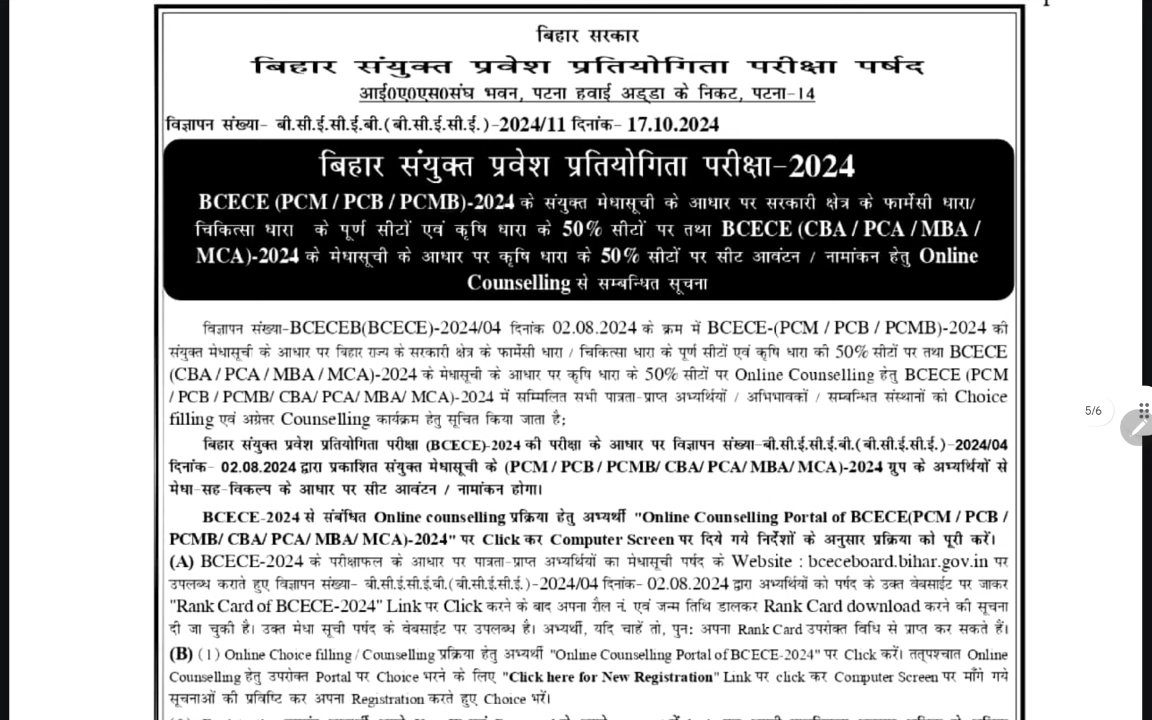 बिहार सरकार
बिहार संयुक्त प्रवेश प्रतियोगिता परीक्षा पर्षद
आई0ए0एस0संघ भवन, पटना हवाई अड्डा के निकट, पटना-14
विज्ञापन संख्या- बी.सी.ई.सी.ई.बी.(बी.सी.ई.सी.ई.)-2024/11 दिनांक- 17.10.2024
बिहार संयुक्त प्रवेश प्रतियोगिता परीक्षा-2024
BCECE (PCM / PCB / PCMB)-2024 के संयुक्त मेधासूची के आधार पर सरकारी क्षेत्र के फार्मेसी धारा/
चिकित्सा धारा के पूर्ण सीटों एवं कृषि धारा के 50% सीटों पर तथा BCECE (CBA / PCA / MBA /
MCA)-2024 के मेधासूची के आधार पर कृषि धारा के 50% सीटों पर सीट आवंटन / नामांकन हेतु Online
Counselling से सम्बन्धित सूचना
विज्ञापन संख्या-BCECEB(BCECE)-2024/04 दिनांक 02.08.2024 के क्रम में BCECE-(PCM / PCB / PCMB)-2024 की
संयुक्त मेधासूची के आधार पर बिहार राज्य के सरकारी क्षेत्र के फार्मेसी धारा / चिकित्सा धारा के पूर्ण सीटों एवं कृषि धारा की 50% सीटों पर तथा BCECE
(CBA / PCA / MBA / MCA)-2024 के मेधासूची के आधार पर कृषि धारा के 50% सीटों पर Online Counselling हेतु BCECE (PCM
/ PCB / PCMB/ CBA/ PCA/ MBA/ MCA)-2024 में सम्मिलित सभी पात्रता-प्राप्त अभ्यर्थियों / अभिभावकों / सम्बन्धित संस्थानों को Choice
filling एवं अग्रेत्तर Counselling कार्यक्रम हेतु सूचित किया जाता है;
बिहार संयुक्त प्रवेश प्रतियोगिता परीक्षा (BCECE)-2024 की परीक्षा के आधार पर विज्ञापन संख्या-बी.सी.ई.सी.ई.बी.(बी.सी.ई.सी.ई.)-2024/04
दिनांक- 02.08.2024 द्वारा प्रकाशित संयुक्त मेधासूची के (PCM / PCB / PCMB/ CBA/ PCA/ MBA/ MCA)-2024 ग्रुप के अभ्यर्थियों से
मेधा-सह-विकल्प के आधार पर सीट आवंटन / नामांकन होगा।
BCECE-2024 से संबंधित Online counselling प्रक्रिया हेतु अभ्यर्थी "Online Counselling Portal of BCECE(PCM / PCB /
PCMB/ CBA/ PCA/ MBA/ MCA)-2024" पर Click कर Computer Screen पर दिये गये निर्देशों के अनुसार प्रक्रिया को पूरी करें।
(A) BCECE-2024 के परीक्षाफल के आधार पर पात्रता-प्राप्त अभ्यर्थियों का मेधासूची पर्षद के Website : bceceboard.bihar.gov.in पर
उपलब्ध कराते हुए विज्ञापन संख्या- बी.सी.ई.सी.ई.बी.(बी.सी.ई.सी.ई.)-2024/04 दिनांक- 02.08.2024 द्वारा अभ्यर्थियों को पर्षद के उक्त वेबसाईट पर जाकर
"Rank Card of BCECE-2024" Link पर Click करने के बाद अपना रौल नं. एवं जन्म तिथि डालकर Rank Card download करने की सूचना
दी जा चुकी है। उक्त मेधा सूची पर्षद के वेबसाईट पर उपलब्ध है। अभ्यर्थी, यदि चाहें तो, पुन: अपना Rank Card उपरोक्त विधि से प्राप्त कर सकते हैं।
(B) (1) Online Choice filling / Counselling प्रक्रिया हेतु अभ्यर्थी "Online Counselling Portal of BCECE-2024" पर Click करें। तत्पश्चात Online
Counselling हेतु उपरोक्त Portal पर Choice भरने के लिए "Click here for New Registration" Link पर click कर Computer Screen पर माँगे गये
सूचनाओं की प्रविष्टि कर अपना Registration करते हुए Choice भरें।
5/6